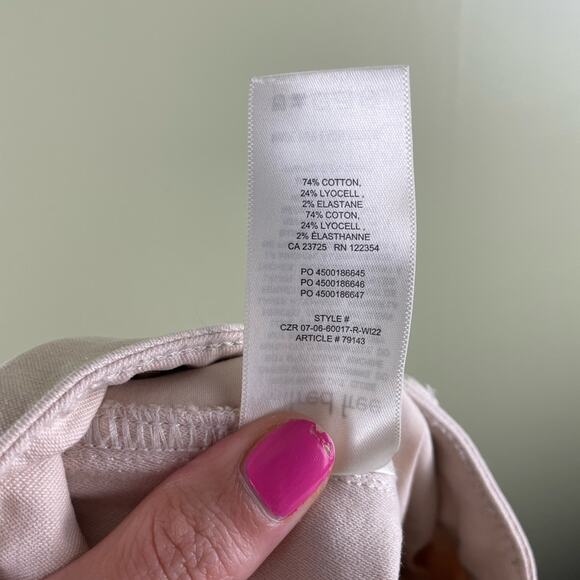 74% COTTON,
24% LYOCELL ,
2% ELASTANE
74% COTON,
24% LYOCELL ,
2% ÉLASTHANNE
CA 23725 RN 122354
PO 4500186645
PO 4500186646
PO 4500186647
STYLE #
CZR 07-06-60017-R-WI22
ARTICLE # 79143